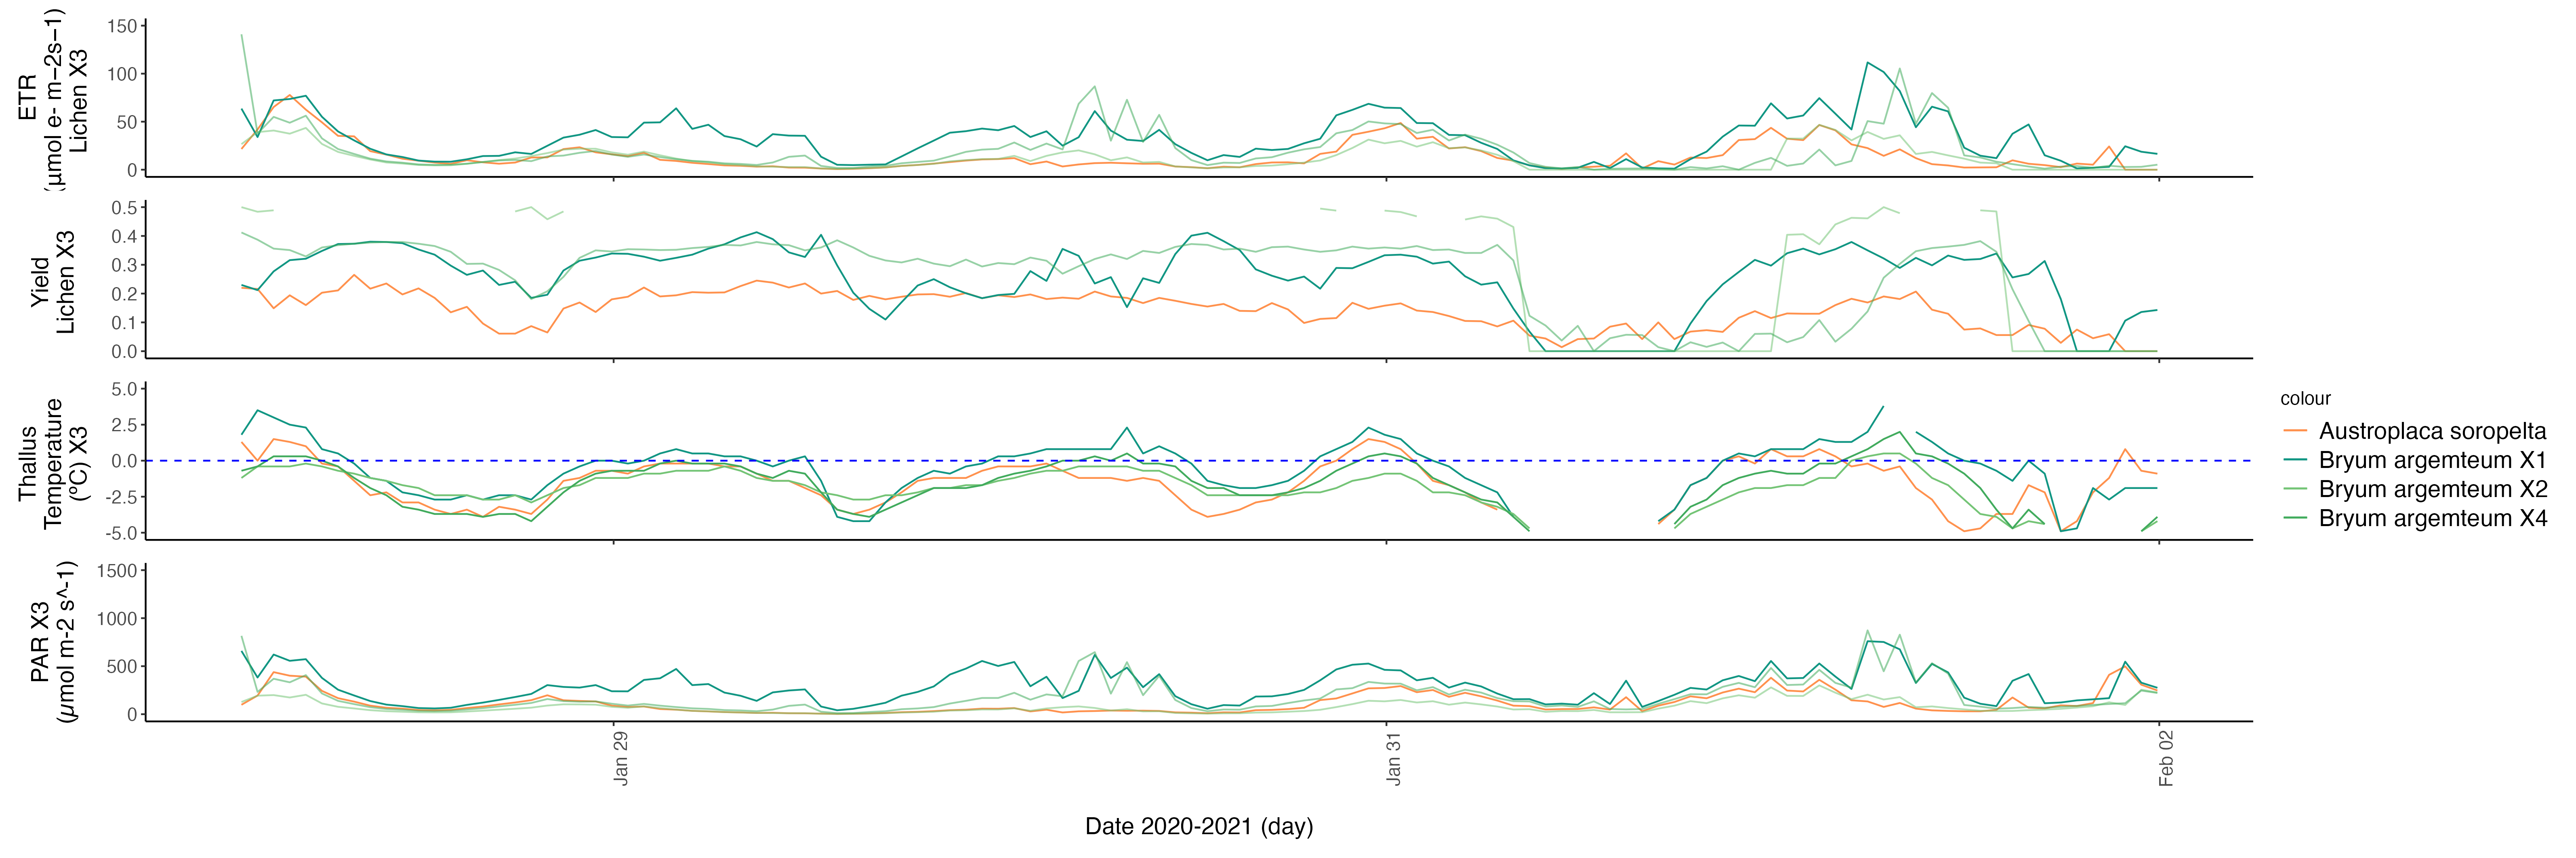 ETR
(μmol e- m−2s−1)
Lichen X3
150
100
50
0
Yield
Lichen X3
0.5
0.4
0.3
0.2
0.1
0.0
Thallus
Temperature
(ºC) X3
5.0
2.5
0.0
-2.5
-5.0
PAR X3
(μmol m-2 s^-1)
1500
1000
500
0
Jan 29
Jan 31
Feb 02
Date 2020-2021 (day)
colour
Austroplaca soropelta
Bryum argemteum X1
Bryum argemteum X2
Bryum argemteum X4